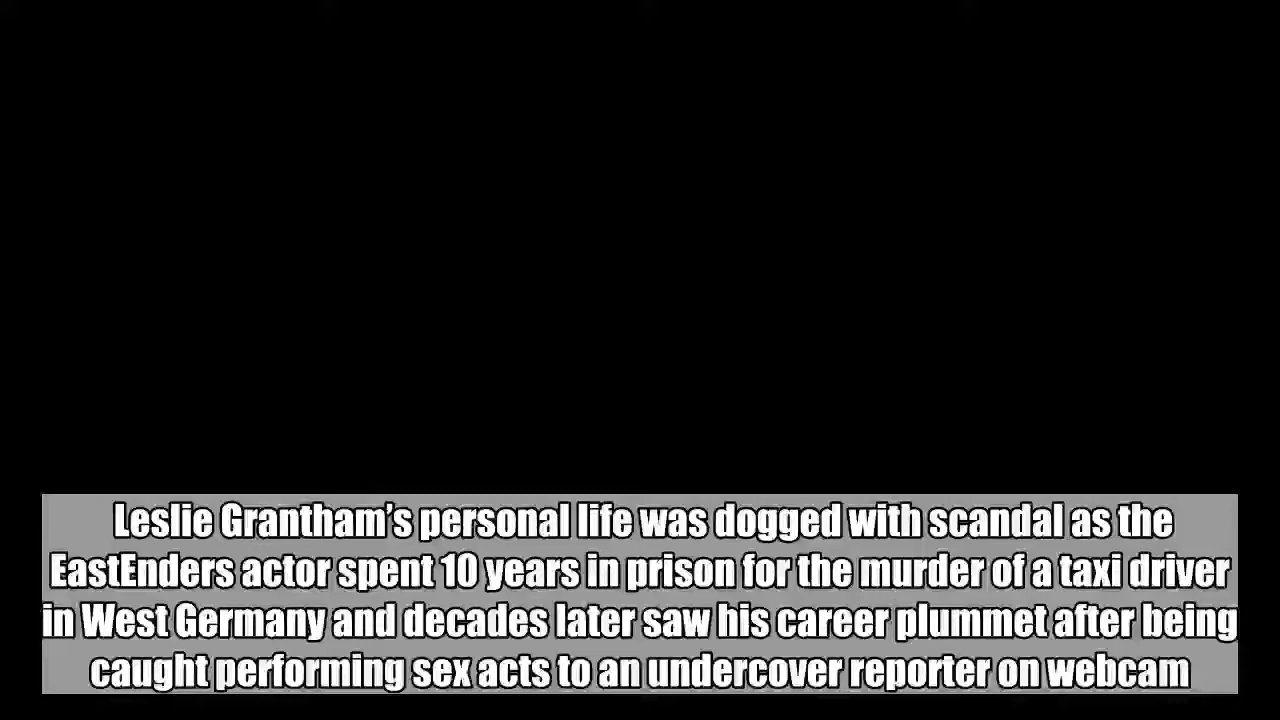 Leslie Grantham’s personal life was dogged with scandal as the
EastEnders actor spent 10 years in prison for the murder of a taxi driver
in West Germany and decades later saw his career plummet after being
caught performing sex acts to an undercover reporter on webcam